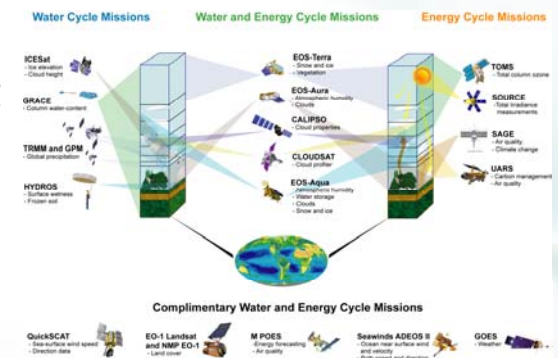 Water Cycle Missions
Water and Energy Cycle Missions
Energy Cycle Missions
ICESat
- Ice elevation
- Cloud height
GRACE
- Column water-content
TRMM and GPM
- Global precipitation
HYDROS
- Surface wetness
- Frozen soil
EOS-Terra
- Snow and ice
- Vegetation
EOS-Aura
- Atmospheric humidity
- Clouds
CALIPSO
- Cloud properties
CLOUDSAT
- Cloud profiler
EOS-Aqua
- Atmospheric humidity
- Water storage
- Clouds
- Snow and ice
TOMS
- Total column ozone
SOURCE
- Total Irradiance
measurements
SAGE
- Air quality
- Climate change
UARS
- Carbon management
- Air quality
Complimentary Water and Energy Cycle Missions
QuickSCAT
- Sea-surface wind speed
- Direction data
EO-1 Landsat
and NMP EO-1
- Land cover
M POES
-Energy forecasting
- Air quality
Seawinds ADEOS II
- Ocean near surface wind
and velocity
GOES
- Weather